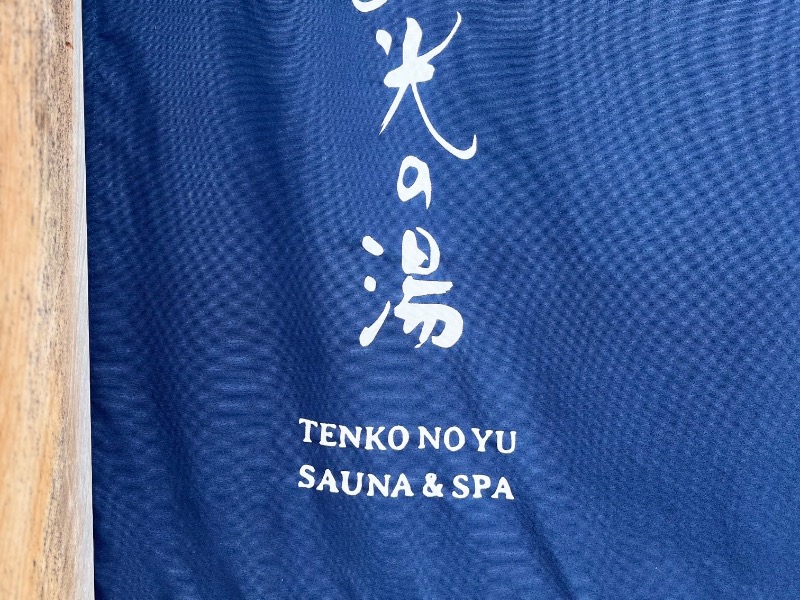 光の湯
TENKO NO YU
SAUNA & SPA